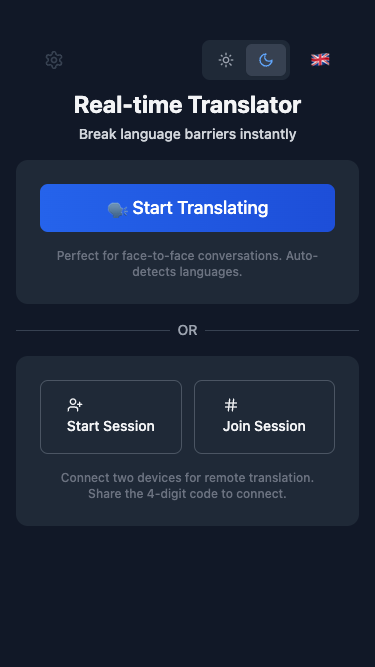 Real-time Translator
Break language barriers instantly
Start Translating
Perfect for face-to-face conversations. Auto-
detects languages.
OR
Start Session
Join Session
Connect two devices for remote translation.
Share the 4-digit code to connect.